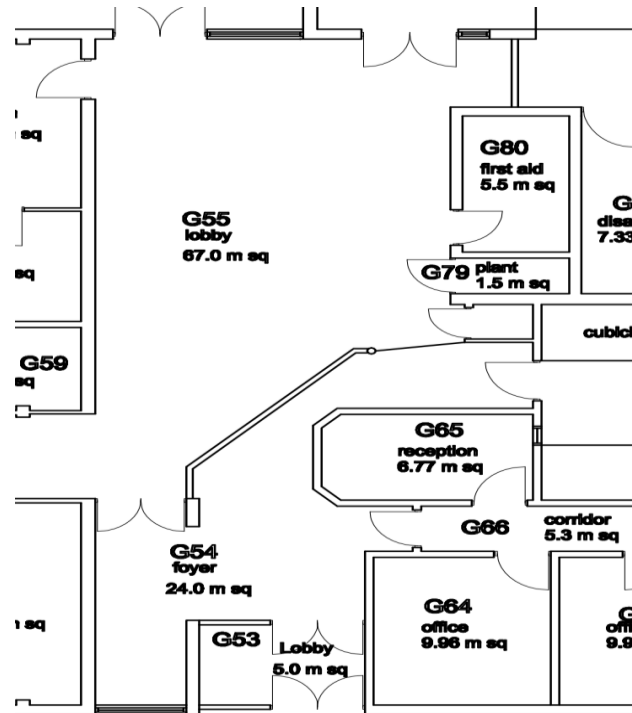 G80
first aid
5.5 m sq
sq
G55
lobby
67.0 m sq
7.33
G79 plant
1.5 m sq
sq
G59
sq
G65
reception
6.77 m sq
G66
corridor
5.3 m sq
G54
foyer
24.0 m sq
G64
office
9.96 m sq
sq
G53
Lobby
5.0 m sq